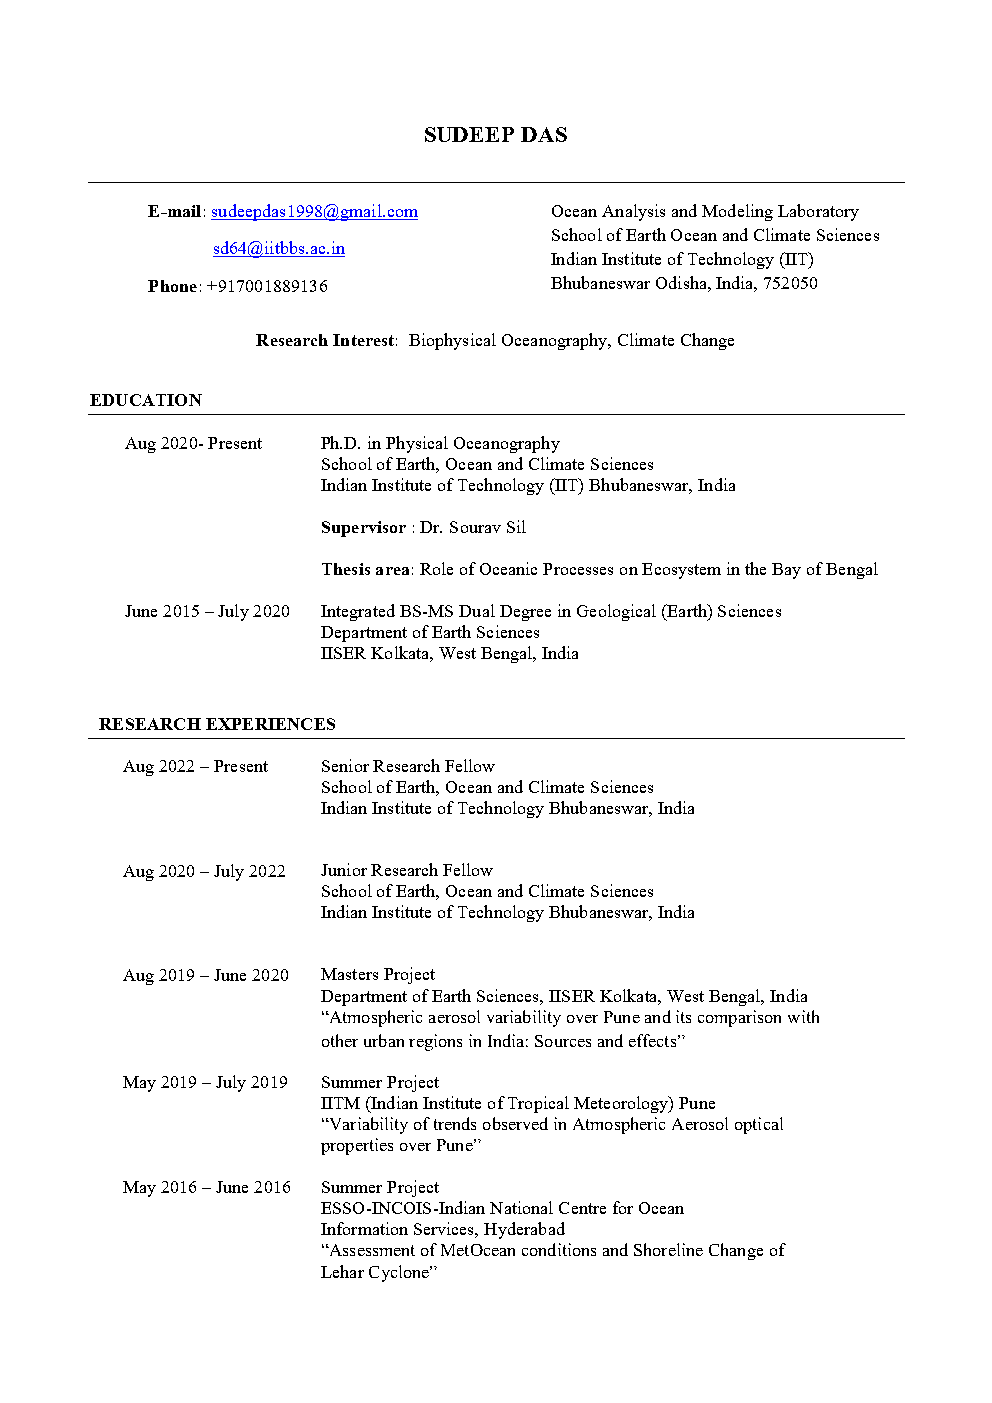 SUDEEP DAS
E-mail: sudeepdas1998@gmail.com
sd64@iitbbs.ac.in
Phone: +917001889136
Ocean Analysis and Modeling Laboratory
School of Earth Ocean and Climate Sciences
Indian Institute of Technology (IIT)
Bhubaneswar Odisha, India, 752050
Research Interest: Biophysical Oceanography, Climate Change
EDUCATION
Aug 2020- Present
Ph.D. in Physical Oceanography
School of Earth, Ocean and Climate Sciences
Indian Institute of Technology (IIT) Bhubaneswar, India
Supervisor : Dr. Sourav Sil
Thesis area: Role of Oceanic Processes on Ecosystem in the Bay of Bengal
June 2015 – July 2020
Integrated BS-MS Dual Degree in Geological (Earth) Sciences
Department of Earth Sciences
IISER Kolkata, West Bengal, India
RESEARCH EXPERIENCES
Aug 2022 – Present
Senior Research Fellow
School of Earth, Ocean and Climate Sciences
Indian Institute of Technology Bhubaneswar, India
Aug 2020 – July 2022
Junior Research Fellow
School of Earth, Ocean and Climate Sciences
Indian Institute of Technology Bhubaneswar, India
Aug 2019 – June 2020
Masters Project
Department of Earth Sciences, IISER Kolkata, West Bengal, India
“Atmospheric aerosol variability over Pune and its comparison with
other urban regions in India: Sources and effects”
May 2019 – July 2019
Summer Project
IITM (Indian Institute of Tropical Meteorology) Pune
“Variability of trends observed in Atmospheric Aerosol optical
properties over Pune”
May 2016 – June 2016
Summer Project
ESSO-INCOIS-Indian National Centre for Ocean
Information Services, Hyderabad
“Assessment of MetOcean conditions and Shoreline Change of
Lehar Cyclone”